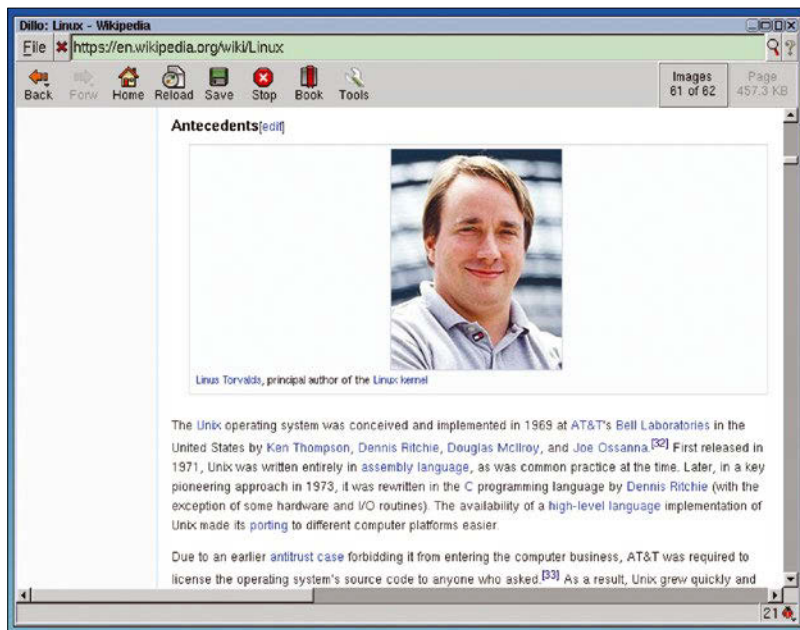 Dillo: Linux - Wikipedia
File https://en.wikipedia.org/wiki/Linux ?
Back Forw Home Reload Save Stop Book Tools
Images
61 of 62
Page
457.3 KB
Antecedents[edit]
Linus Torvalds, principal author of the Linux kernel
The Unix operating system was conceived and implemented in 1969 at AT&T's Bell Laboratories in the
United States by Ken Thompson, Dennis Ritchie, Douglas McIlroy, and Joe Ossanna.[32] First released in
1971, Unix was written entirely in assembly language, as was common practice at the time. Later, in a key
pioneering approach in 1973, it was rewritten in the C programming language by Dennis Ritchie (with the
exception of some hardware and I/O routines). The availability of a high-level language implementation of
Unix made its porting to different computer platforms easier.
Due to an earlier antitrust case forbidding it from entering the computer business, AT&T was required to
license the operating system's source code to anyone who asked.[33] As a result, Unix grew quickly and
21